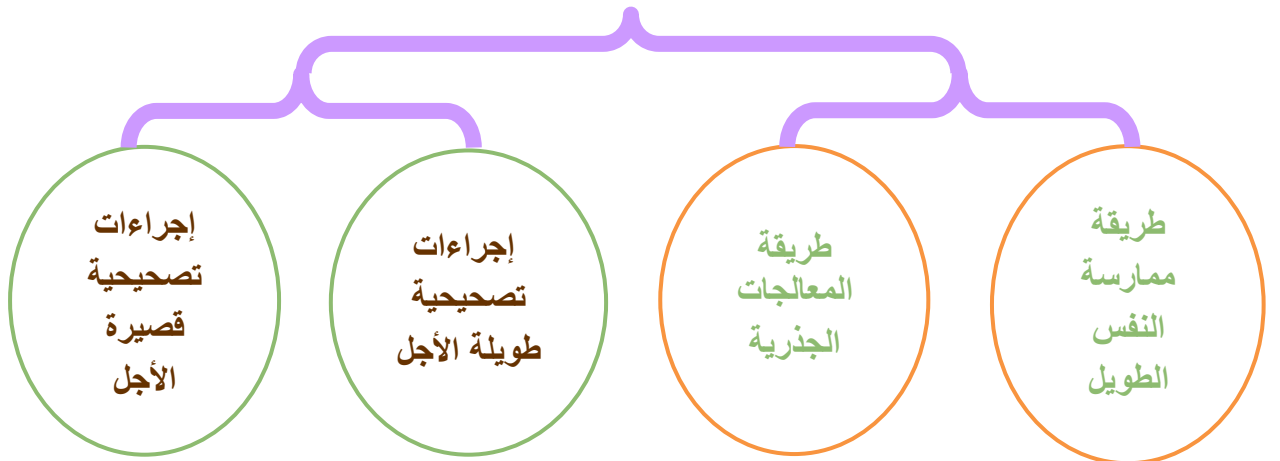 طريقة
ممارسة
النفس
الطويل
طريقة
المعالجات
الجذرية
إجراءات
تصحيحية
طويلة الأجل
إجراءات
تصحيحية
قصيرة
الأجل